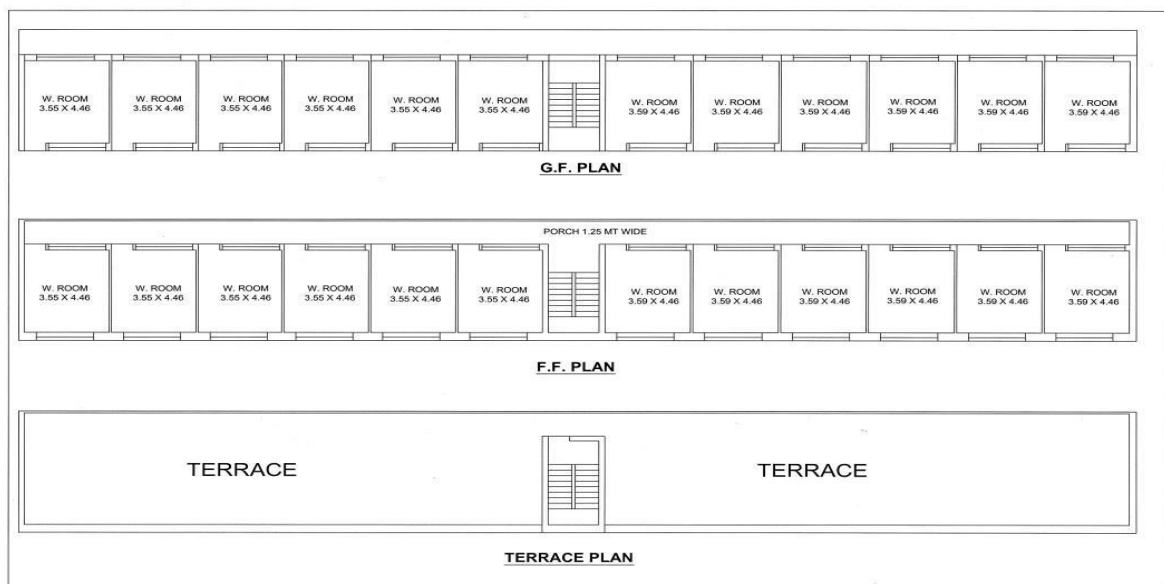 W. ROOM
3.55 X 4.46
W. ROOM
3.55 X 4.46
W. ROOM
3.55 X 4.46
W. ROOM
3.55 X 4.46
W. ROOM
3.55 X 4.46
W. ROOM
3.55 X 4.46
W. ROOM
3.59 X 4.46
W. ROOM
3.59 X 4.46
W. ROOM
3.59 X 4.46
W. ROOM
3.59 X 4.46
W. ROOM
3.59 X 4.46
W. ROOM
3.59 X 4.46
G.F. PLAN
PORCH 1.25 MT WIDE
W. ROOM
3.55 X 4.46
W. ROOM
3.55 X 4.46
W. ROOM
3.55 X 4.46
W. ROOM
3.55 X 4.46
W. ROOM
3.55 X 4.46
W. ROOM
3.55 X 4.46
W. ROOM
3.59 X 4.46
W. ROOM
3.59 X 4.46
W. ROOM
3.59 X 4.46
W. ROOM
3.59 X 4.46
W. ROOM
3.59 X 4.46
W. ROOM
3.59 X 4.46
F.F. PLAN
TERRACE
TERRACE
TERRACE PLAN